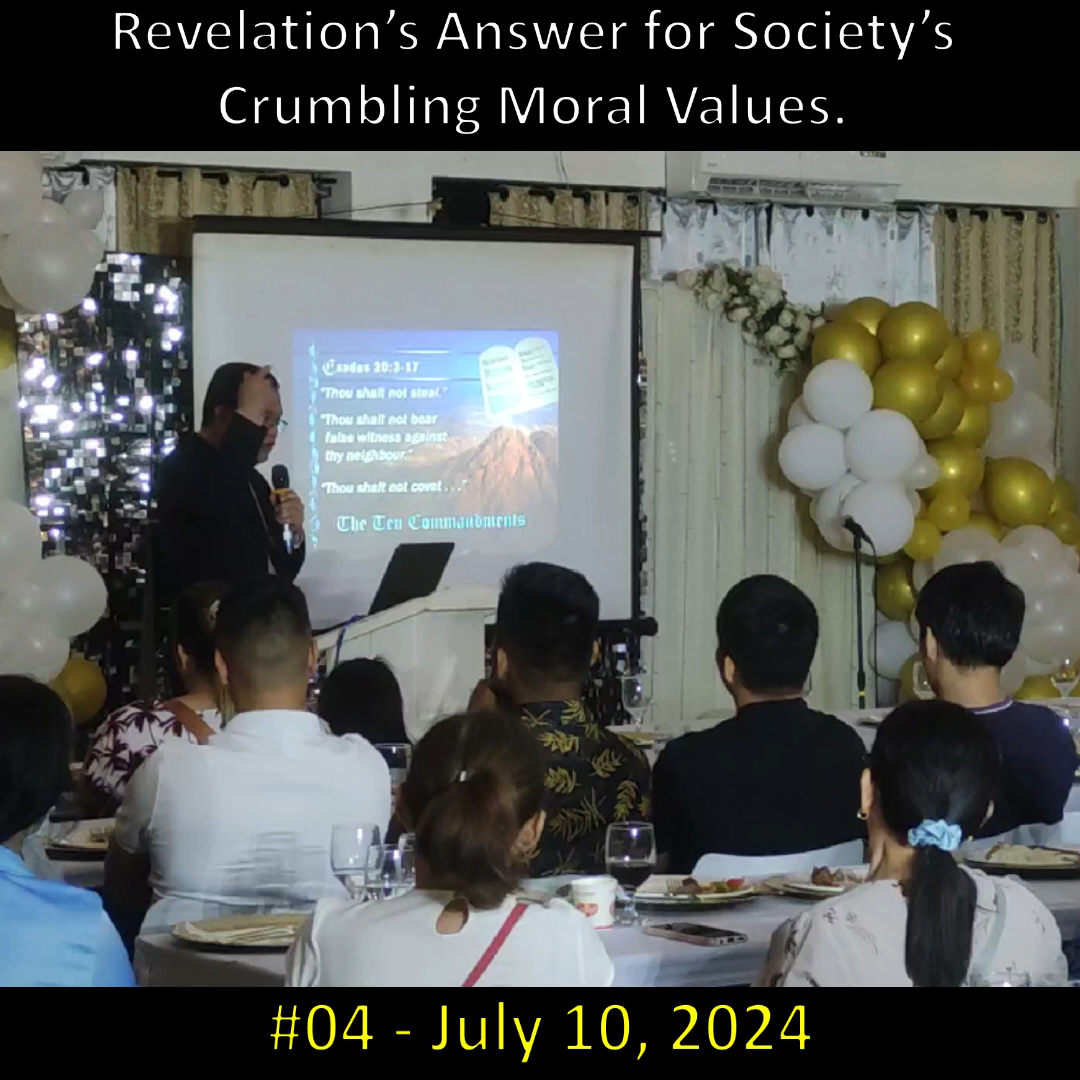 Revelation’s Answer for Society’s
Crumbling Moral Values.
Exodus 20:3-17
"Thou shalt not steal."
"Thou shalt not bear
false witness against
thy neighbour."
"Thou shalt not covet . . ."
The Ten Commandments
#04 - July 10, 2024